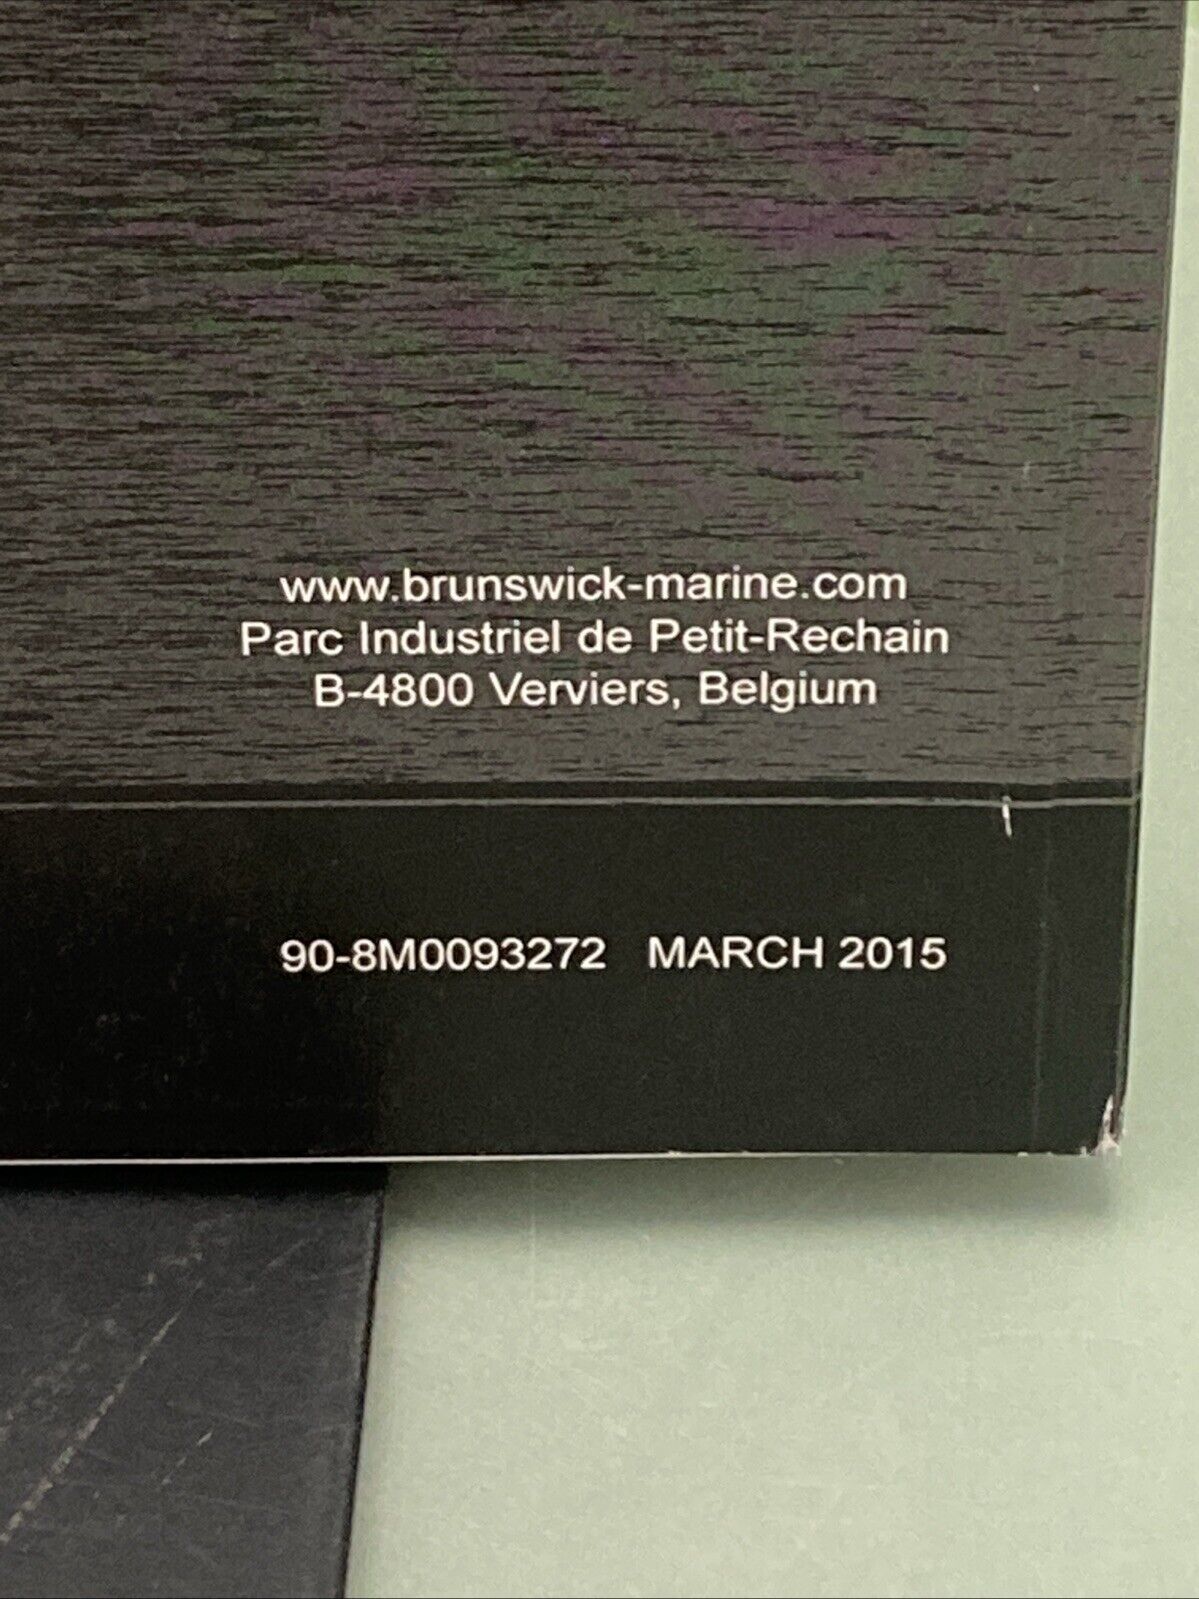 www.brunswick-marine.com
Parc Industriel de Petit-Rechain
B-4800 Verviers, Belgium
90-8M0093272 MARCH 2015